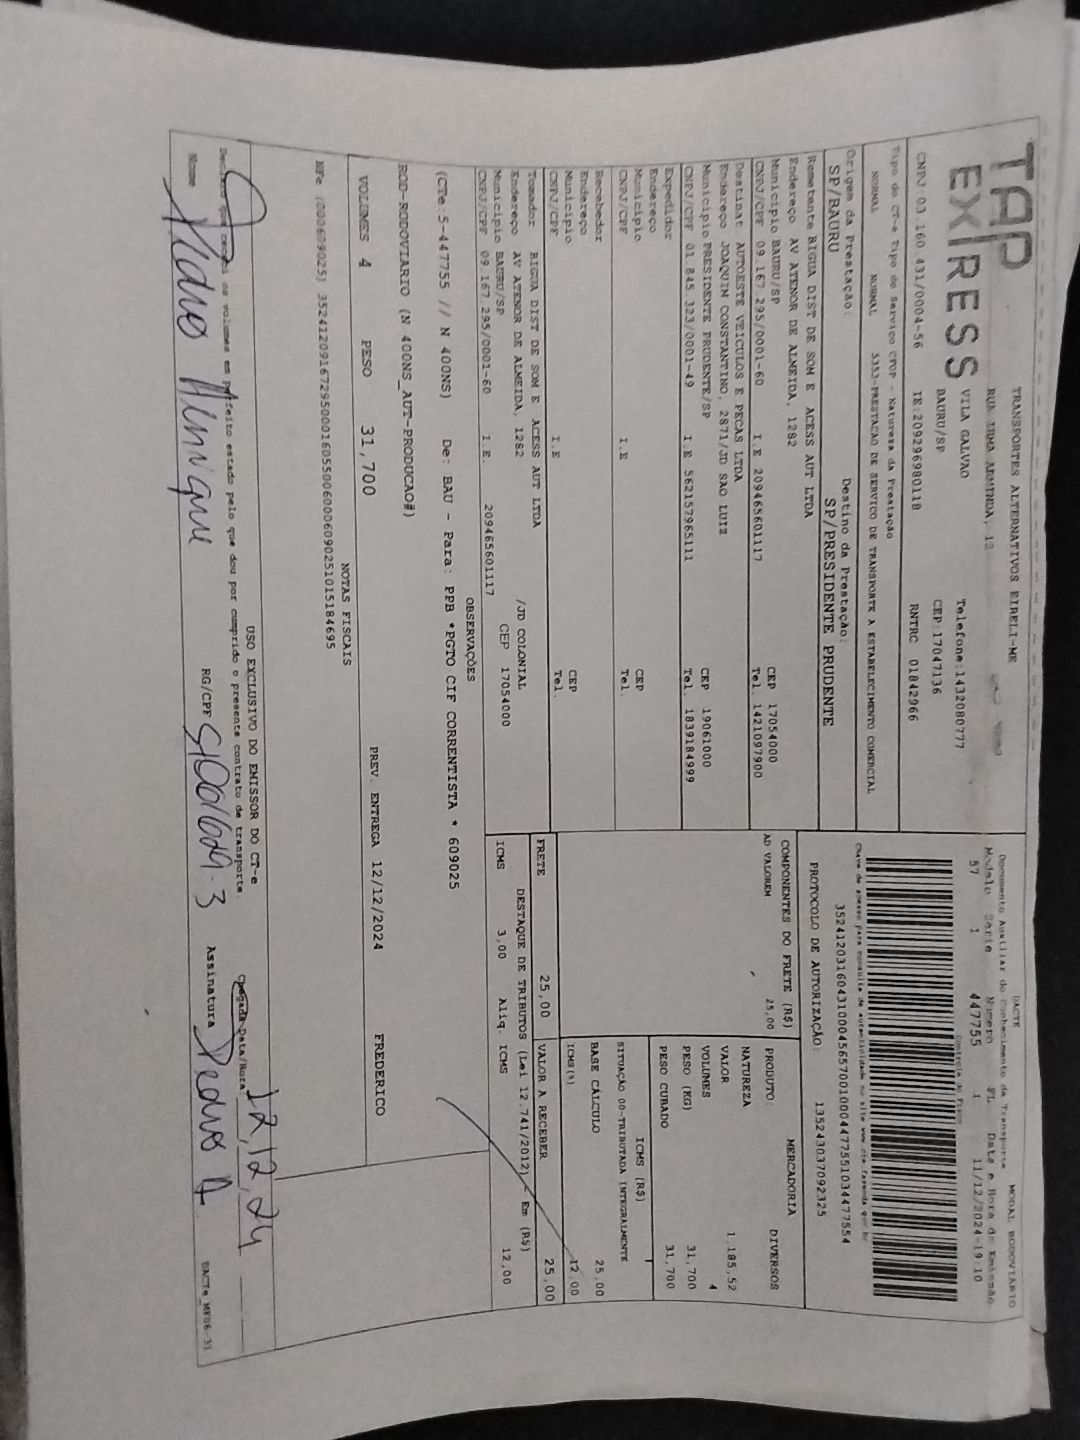 TAP
EX/RESS
TRANSPORTES ALTERNATIVOS EIRELI-ME
RUA IRMA ARMINDA, 12
VILA GALVAO Telefone:1432080777
BAURU/SP CEP:17047136
CNPJ 03.160.431/0004-56 IE:209296980118 RNTRC 01842966
Tipo do CT-e Tipo do Serviço CFOP - Natureza da Prestação
NORMAL NORMAL 5353-PRESTACAO DE SERVICO DE TRANSPORTE A ESTABELECIMENTO COMERCIAL
Origem da Prestação: Destino da Prestação:
SP/BAURU SP/PRESIDENTE PRUDENTE
Remetente BIGUA DIST DE SOM E ACESS AUT LTDA
Endereço AV ATENOR DE ALMEIDA, 1282
Município BAURU/SP CEP 17054000
CNPJ/CPF 09.167.295/0001-60 I.E 209465601117 Tel. 1421097900
Destinat. AUTOESTE VEICULOS E PECAS LTDA
Endereço JOAQUIM CONSTANTINO, 2871/JD SAO LUIZ
Município PRESIDENTE PRUDENTE/SP CEP 19061000
CNPJ/CPF 01.845.323/0001-49 I.E 562157965111 Tel. 1839184999
Expedidor
Endereço
Município CEP
CNPJ/CPF I.E Tel.
Recebedor
Endereço
Município CEP
CNPJ/CPF I.E Tel.
Tomador BIGUA DIST DE SOM E ACESS AUT LTDA
Endereço AV ATENOR DE ALMEIDA, 1282 /JD COLONIAL
Município BAURU/SP CEP 17054000
CNPJ/CPF 09.167.295/0001-60 I.E. 209465601117
DACTE MODAL RODOVIÁRIO
Documento Auxiliar do Conhecimento de Transporte
Modelo Série Número FL Data e Hora de Emissão
57 1 447755 1 11/12/2024-19:10
Controle do Fisco
Chave de acesso para consulta de autenticidade no site www.cte.fazenda.gov.br
PROTOCOLO DE AUTORIZAÇÃO: 135243037092325
COMPONENTES DO FRETE (R$)
AD VALOREM 25,00
PRODUTO: MERCADORIA
NATUREZA DIVERSOS
VALOR 1.185,52
VOLUMES 4
PESO (KG) 31,700
PESO CUBADO 31,700
ICMS (R$)
SITUAÇÃO 00-TRIBUTADA INTEGRALMENTE
BASE CÁLCULO 25,00
ICMS(%) 12,00
FRETE 25,00 VALOR A RECEBER 25,00
DESTAQUE DE TRIBUTOS (Lei 12.741/2012) - Em (R$)
ICMS 3,00 Aliq. ICMS 12,00
OBSERVAÇÕES
(CTe:5-447755 // N 400NS) De: BAU - Para: PPB *PGTO CIF CORRENTISTA * 609025
ROD-RODOVIARIO (N 400NS_AUT-PRODUCAO#) FREDERICO
VOLUMES 4 PESO 31,700 PREV. ENTREGA 12/12/2024
NOTAS FISCAIS
USO EXCLUSIVO DO EMISSOR DO CT-e
Declaro que recebi os volumes em perfeito estado pelo que dou por cumprido o presente contrato de transporte. Chegada Data/Hora 12,12,24
Nome Pedro Hinrique RG/CPF Assinatura Pedro H
DACTe_MF06-31